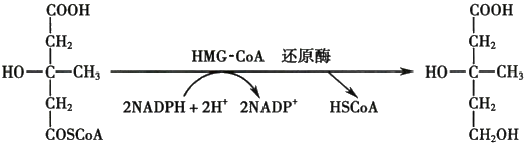 COOH
CH₂
HO-C-CH₃
CH₂
COSCoA
HMG-CoA 还原酶
2NADPH+2H⁺ 2NADP⁺ HSCoA
COOH
CH₂
HO-C-CH₃
CH₂
CH₂OH